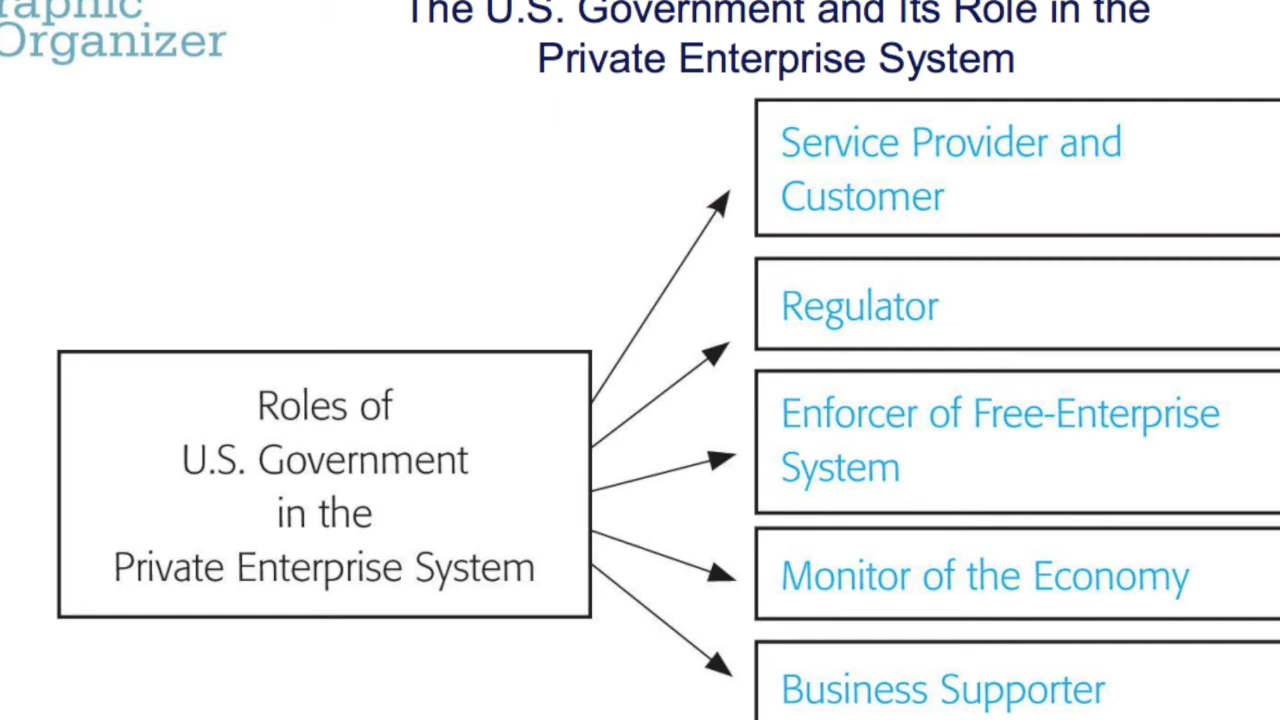 Organizer
The U.S. Government and Its Role in the
Private Enterprise System
Service Provider and
Customer
Regulator
Enforcer of Free-Enterprise
System
Monitor of the Economy
Business Supporter
Roles of
U.S. Government
in the
Private Enterprise System